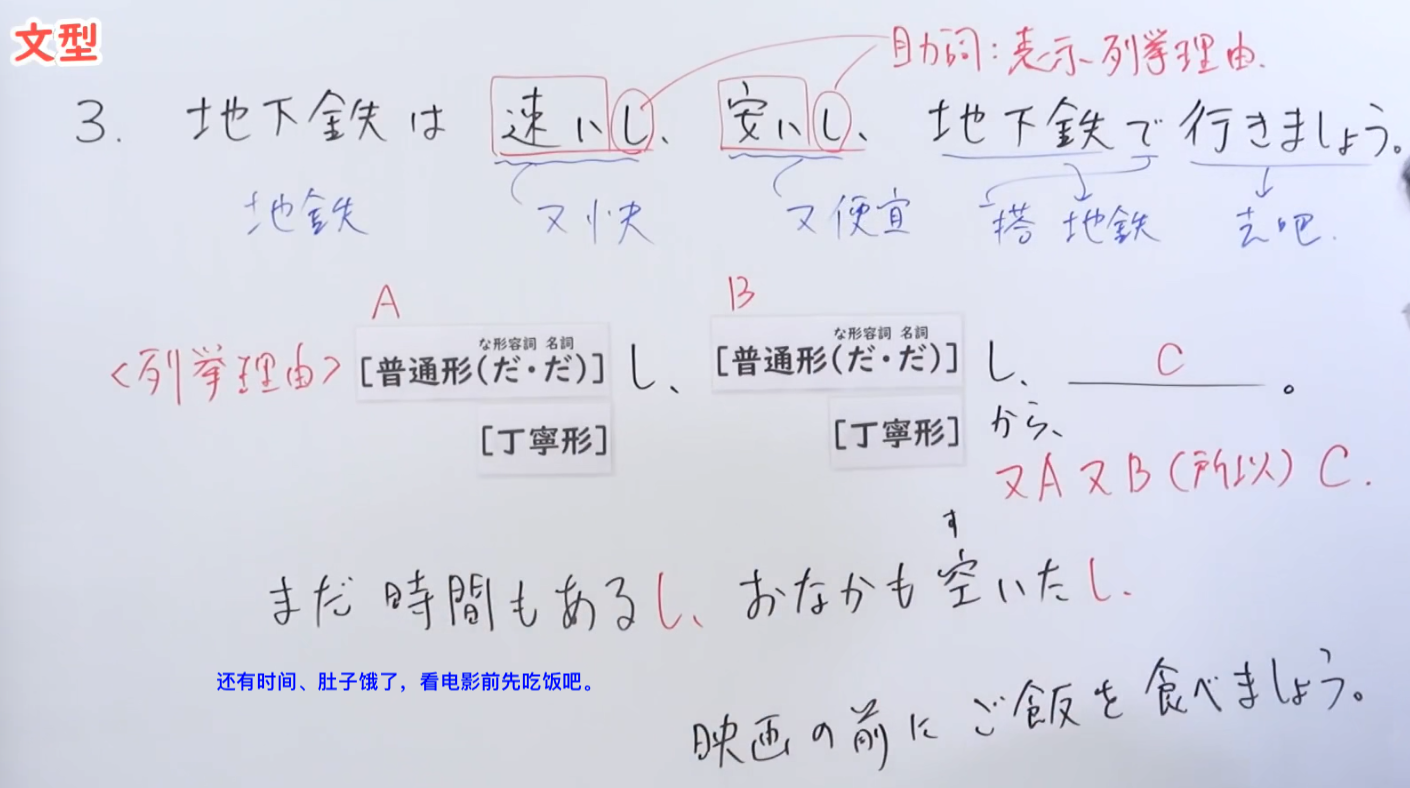 文型
助词:表示列挙理由.
3. 地下鉄は 速いし、安いし、地下鉄で行きましょう。
地鉄 又快 又便宜 搭 地鉄 去吧.
A B
な形容詞 名詞 な形容詞 名詞
<列挙理由> [普通形(だ・だ)] し、 [普通形(だ・だ)] し、 C 。
[丁寧形] [丁寧形] から、
又A又B(所以) C.
す
まだ時間もあるし、おなかも空いたし、
还有时间、肚子饿了，看电影前先吃饭吧。
映画の前にご飯を食べましょう。